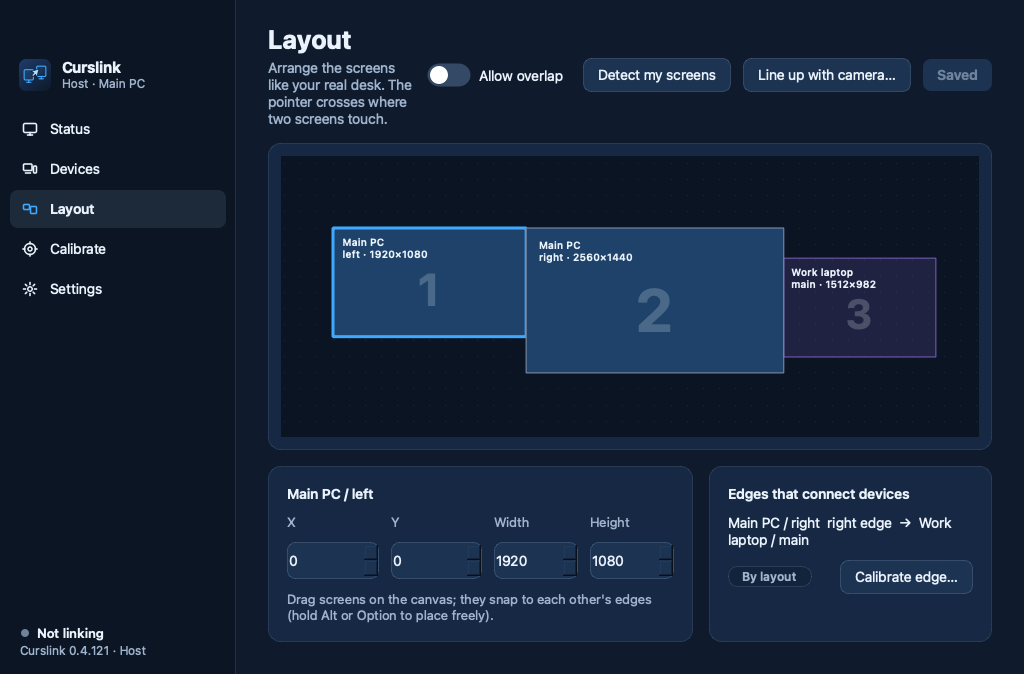 Curslink
Host · Main PC
Status
Devices
Layout
Calibrate
Settings
Not linking
Curslink 0.4.121 · Host
Layout
Arrange the screens
like your real desk. The
pointer crosses where
two screens touch.
Allow overlap
Detect my screens
Line up with camera...
Saved
Main PC
left · 1920×1080
1
Main PC
right · 2560×1440
2
Work laptop
main · 1512×982
3
Main PC / left
X
Y
Width
Height
0
0
1920
1080
Drag screens on the canvas; they snap to each other's edges
(hold Alt or Option to place freely).
Edges that connect devices
Main PC / right right edge → Work
laptop / main
By layout
Calibrate edge...